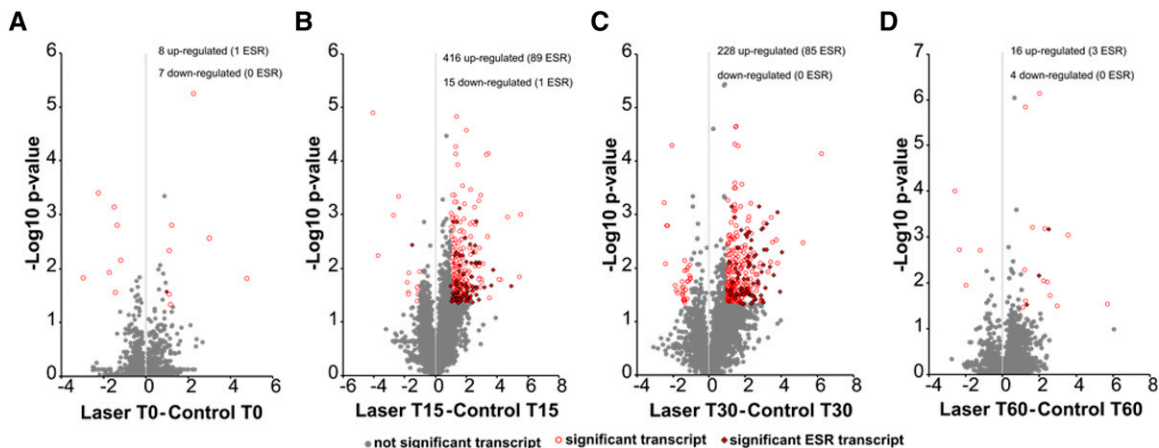 A
8 up-regulated (1 ESR)
7 down-regulated (0 ESR)
6
5
4
3
2
1
0
-Log10 p-value
-4 -2 0 2 4 6
Laser T0-Control T0
B
416 up-regulated (89 ESR)
15 down-regulated (1 ESR)
6
5
4
3
2
1
0
-Log10 p-value
-6 -4 -2 0 2 4 6 8
Laser T15-Control T15
C
228 up-regulated (85 ESR)
down-regulated (0 ESR)
6
5
4
3
2
1
0
-Log10 p-value
-4 -2 0 2 4 6 8
Laser T30-Control T30
D
16 up-regulated (3 ESR)
4 down-regulated (0 ESR)
7
6
5
4
3
2
1
0
-Log10 p-value
-4 -2 0 2 4 6 8
Laser T60-Control T60
not significant transcript significant transcript significant ESR transcript